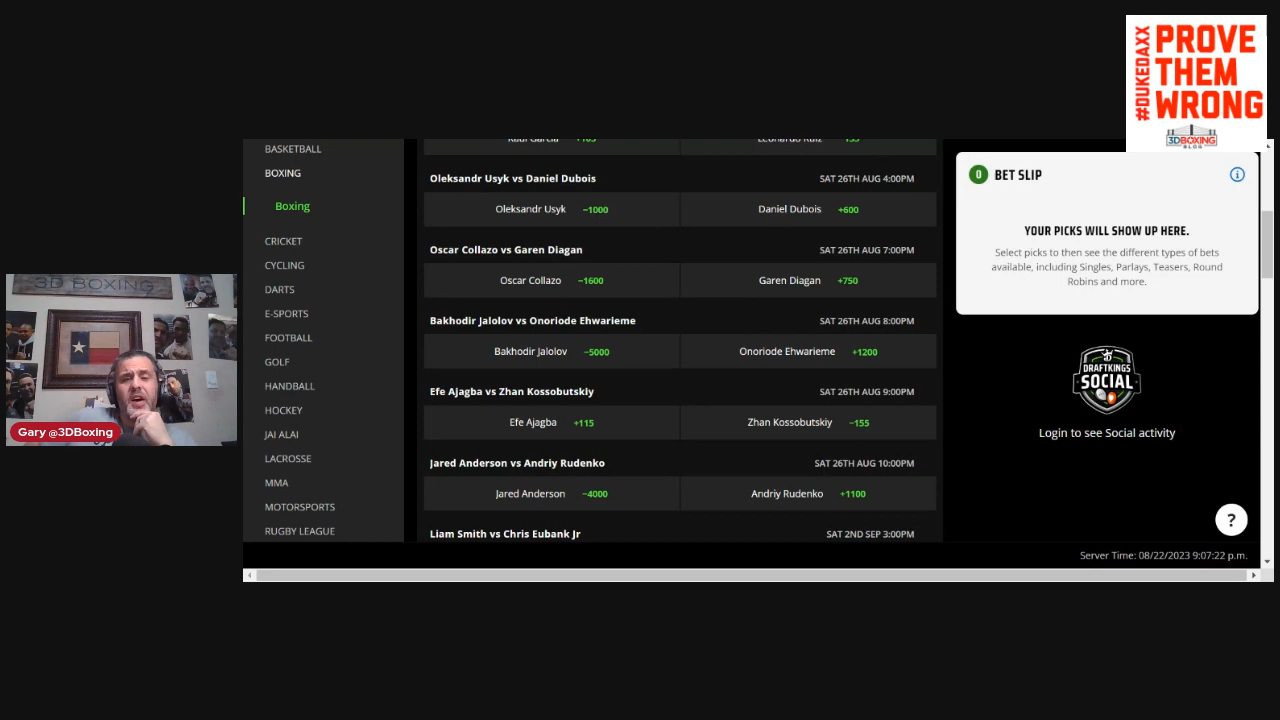 #DUKEDAXX
PROVE
THEM
WRONG
3DBOXING
BLOG
BASKETBALL
BOXING
Boxing
CRICKET
CYCLING
DARTS
E-SPORTS
FOOTBALL
GOLF
HANDBALL
HOCKEY
JAI ALAI
LACROSSE
MMA
MOTORSPORTS
RUGBY LEAGUE
Oleksandr Usyk vs Daniel Dubois SAT 26TH AUG 4:00PM
Oleksandr Usyk −1000 Daniel Dubois +600
Oscar Collazo vs Garen Diagan SAT 26TH AUG 7:00PM
Oscar Collazo −1600 Garen Diagan +750
Bakhodir Jalolov vs Onoriode Ehwarieme SAT 26TH AUG 8:00PM
Bakhodir Jalolov −5000 Onoriode Ehwarieme +1200
Efe Ajagba vs Zhan Kossobutskiy SAT 26TH AUG 9:00PM
Efe Ajagba +115 Zhan Kossobutskiy −155
Jared Anderson vs Andriy Rudenko SAT 26TH AUG 10:00PM
Jared Anderson −4000 Andriy Rudenko +1100
Liam Smith vs Chris Eubank Jr SAT 2ND SEP 3:00PM
0 BET SLIP
YOUR PICKS WILL SHOW UP HERE.
Select picks to then see the different types of bets
available, including Singles, Parlays, Teasers, Round
Robins and more.
DRAFTKINGS
SOCIAL
Login to see Social activity
?
Server Time: 08/22/2023 9:07:22 p.m.
3D BOXING
Gary @3DBoxing